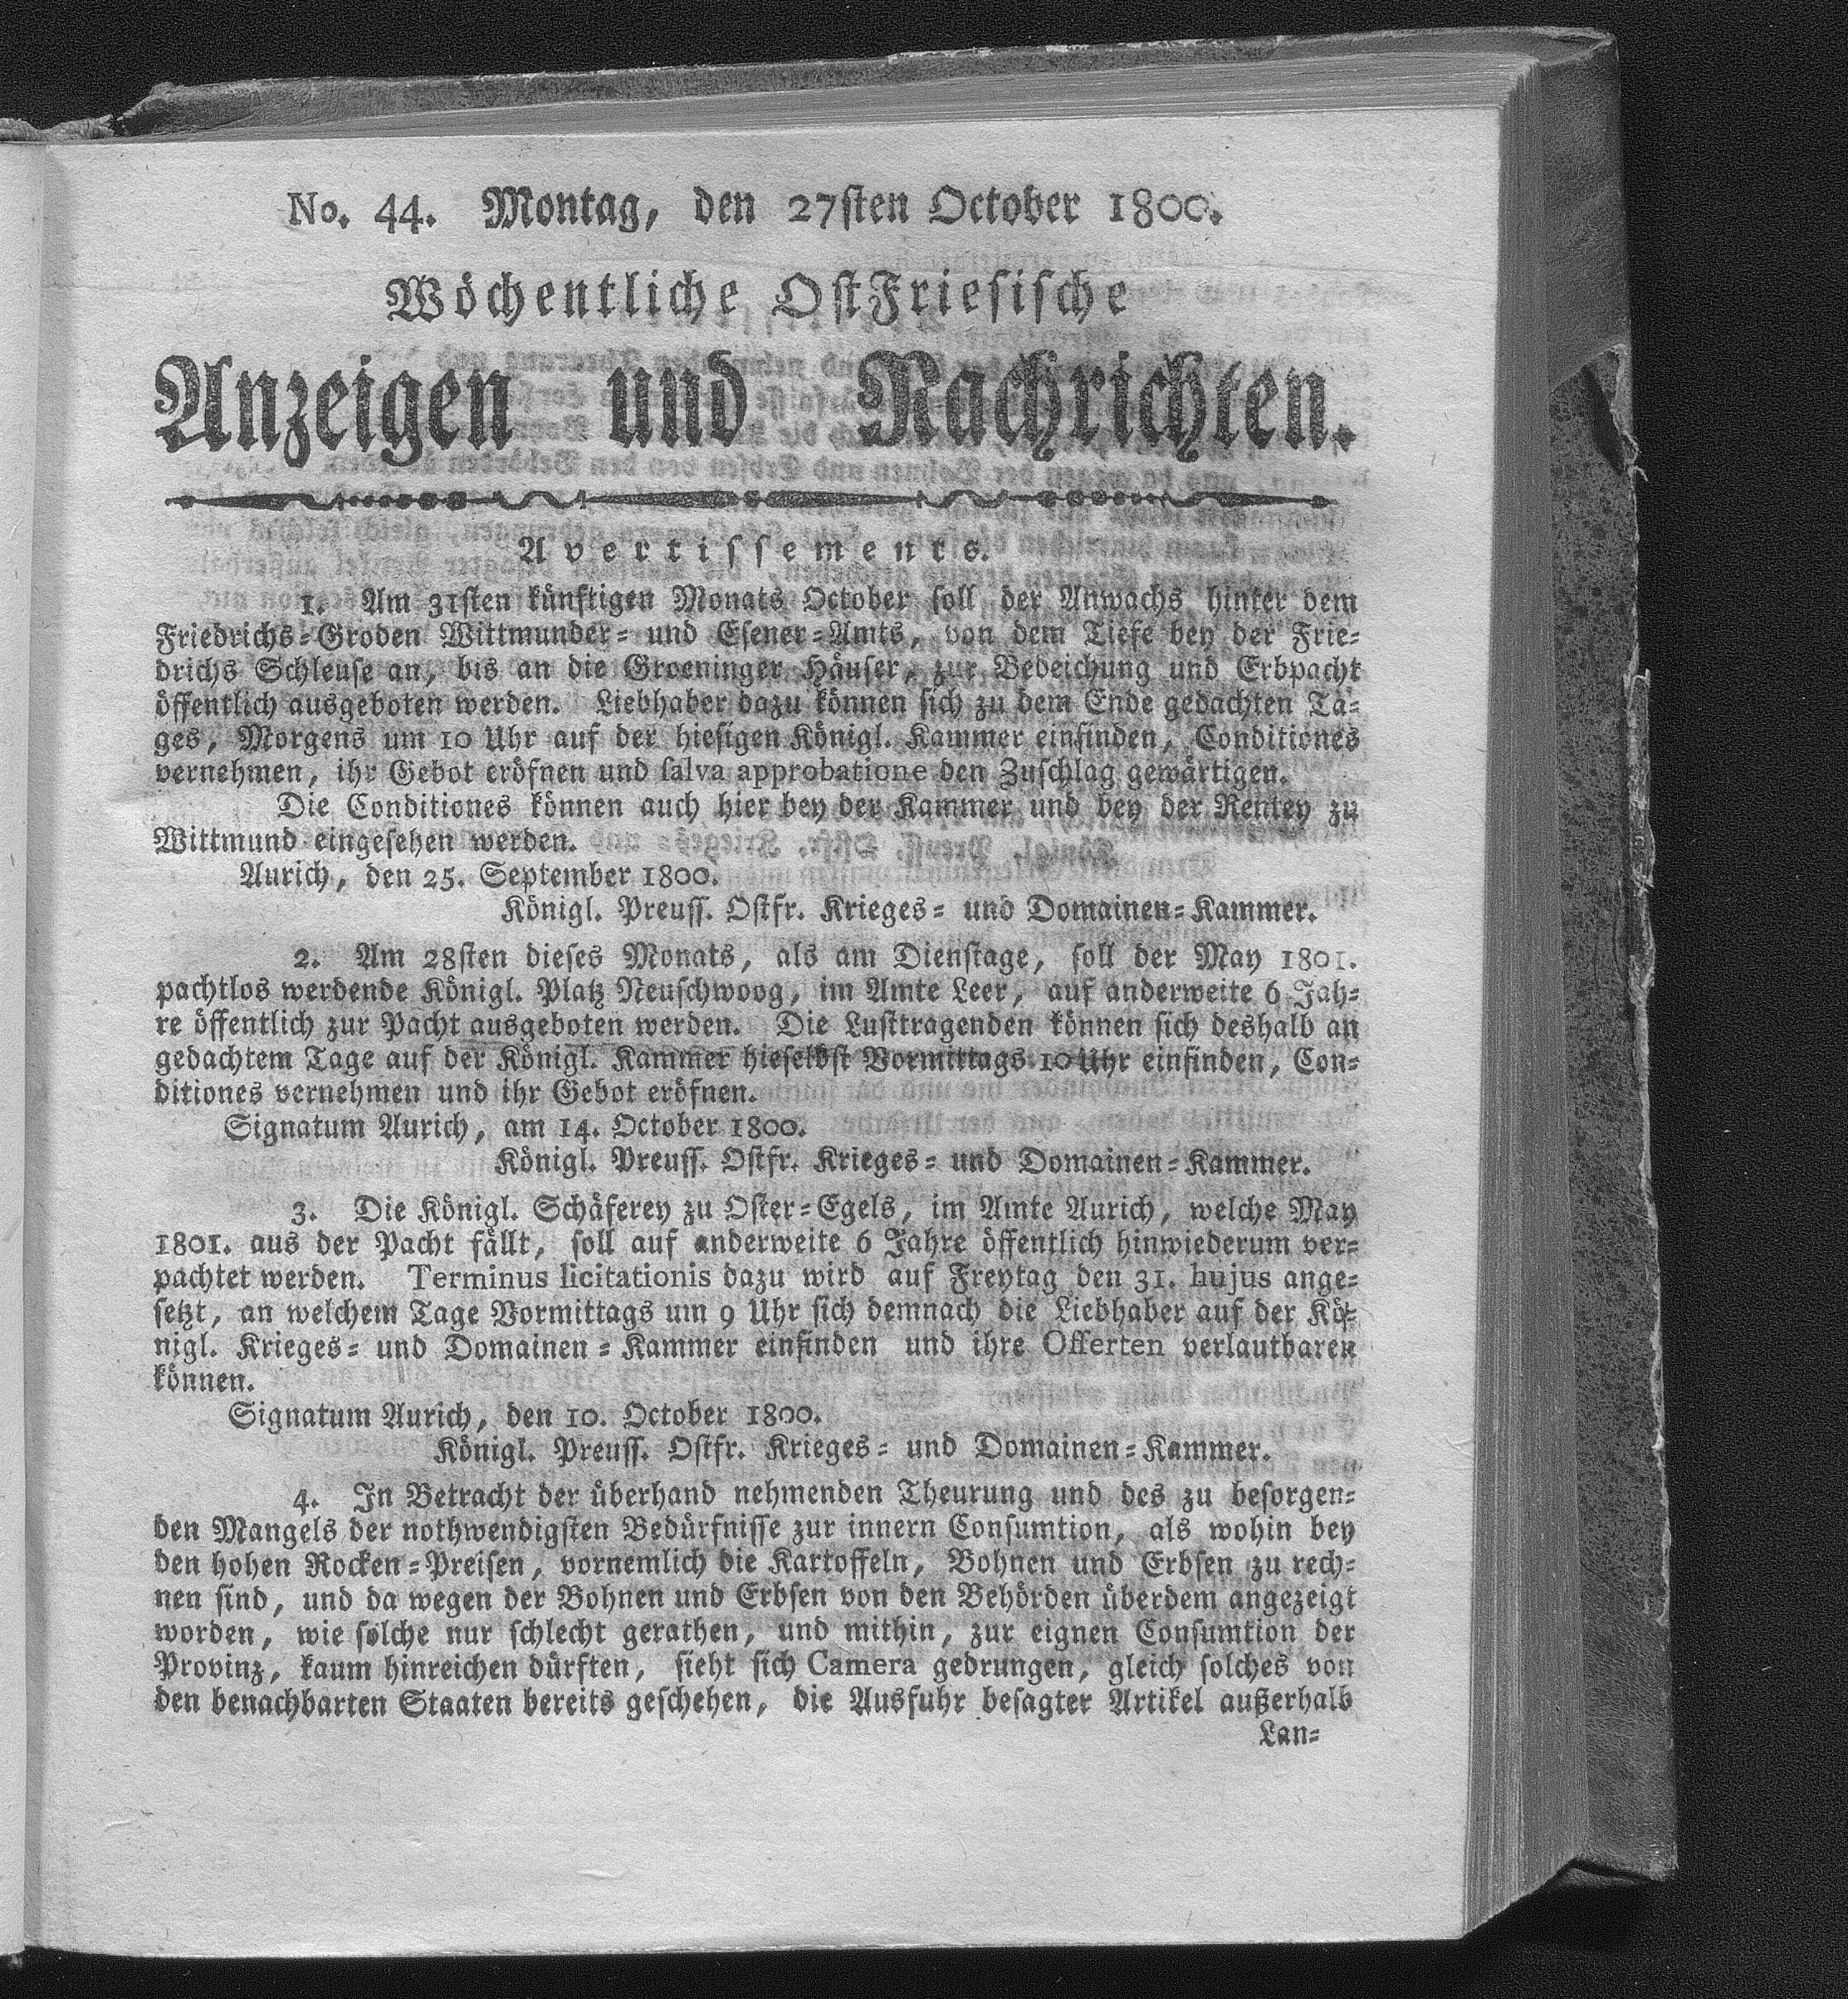 No. 44. Montag, den 27sten October 1800.
Wöchentliche OstFriesische
Anzeigen und Nachrichten.
Avertissements.
1. Am 31sten künftigen Monats October soll der Anwachs hinter dem
Friedrichs=Groden Wittmunder= und Esener=Amts, von dem Tiefe bey der Frie=
drichs Schleuse an, bis an die Groeninger Häuser, zur Bedeichung und Erbpacht
öffentlich ausgeboten werden. Liebhaber dazu können sich zu dem Ende gedachten Ta=
ges, Morgens um 10 Uhr auf der hiesigen Königl. Kammer einfinden, Conditiones
vernehmen, ihr Gebot eröfnen und salva approbatione den Zuschlag gewärtigen.
Die Conditiones können auch hier bey der Kammer und bey der Rentey zu
Wittmund eingesehen werden.
Aurich, den 25. September 1800.
Königl. Preuss. Ostfr. Krieges= und Domainen=Kammer.
2. Am 28sten dieses Monats, als am Dienstage, soll der May 1801.
pachtlos werdende Königl. Platz Neuschwoog, im Amte Leer, auf anderweite 6 Jah=
re öffentlich zur Pacht ausgeboten werden. Die Lusttragenden können sich deshalb an
gedachtem Tage auf der Königl. Kammer hieselbst Vormittags 10 Uhr einfinden, Con=
ditiones vernehmen und ihr Gebot eröfnen.
Signatum Aurich, am 14. October 1800.
Königl. Preuss. Ostfr. Krieges= und Domainen=Kammer.
3. Die Königl. Schäferey zu Oster=Egels, im Amte Aurich, welche May
1801. aus der Pacht fällt, soll auf anderweite 6 Jahre öffentlich hinwiederum ver=
pachtet werden. Terminus licitationis dazu wird auf Freytag den 31. hujus ange=
setzt, an welchem Tage Vormittags um 9 Uhr sich demnach die Liebhaber auf der Kö=
nigl. Krieges= und Domainen=Kammer einfinden und ihre Offerten verlautbaren
können.
Signatum Aurich, den 10. October 1800.
Königl. Preuss. Ostfr. Krieges= und Domainen=Kammer.
4. In Betracht der überhand nehmenden Theurung und des zu besorgen=
den Mangels der nothwendigsten Bedürfnisse zur innern Consumtion, als wohin bey
den hohen Rocken=Preisen, vornemlich die Kartoffeln, Bohnen und Erbsen zu rech=
nen sind, und da wegen der Bohnen und Erbsen von den Behörden überdem angezeigt
worden, wie solche nur schlecht gerathen, und mithin, zur eignen Consumtion der
Provinz, kaum hinreichen dürften, sieht sich Camera gedrungen, gleich solches von
den benachbarten Staaten bereits geschehen, die Ausfuhr besagter Artikel außerhalb
Lan=